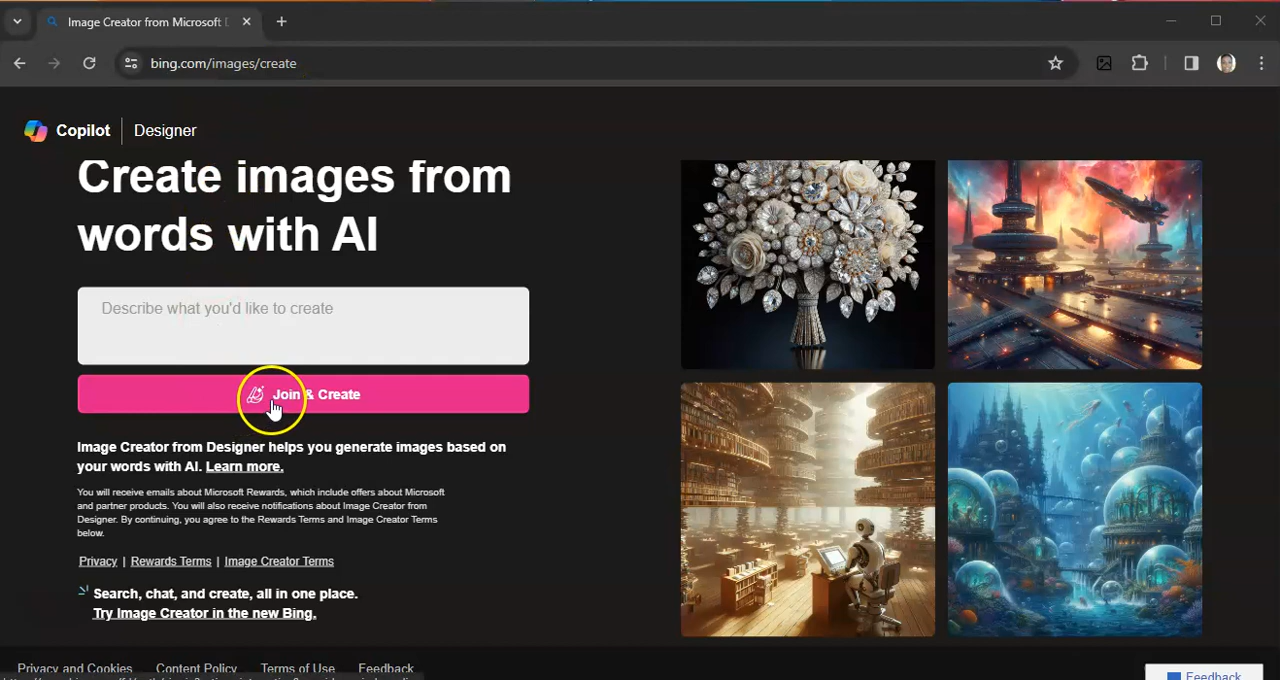 Image Creator from Microsoft D
bing.com/images/create
Copilot | Designer
Create images from
words with AI
Describe what you'd like to create
Join & Create
Image Creator from Designer helps you generate images based on
your words with AI. Learn more.
You will receive emails about Microsoft Rewards, which include offers about Microsoft
and partner products. You will also receive notifications about Image Creator from
Designer. By continuing, you agree to the Rewards Terms and Image Creator Terms
below.
Privacy | Rewards Terms | Image Creator Terms
Search, chat, and create, all in one place.
Try Image Creator in the new Bing.
Privacy and Cookies Content Policy Terms of Use Feedback
Feedback